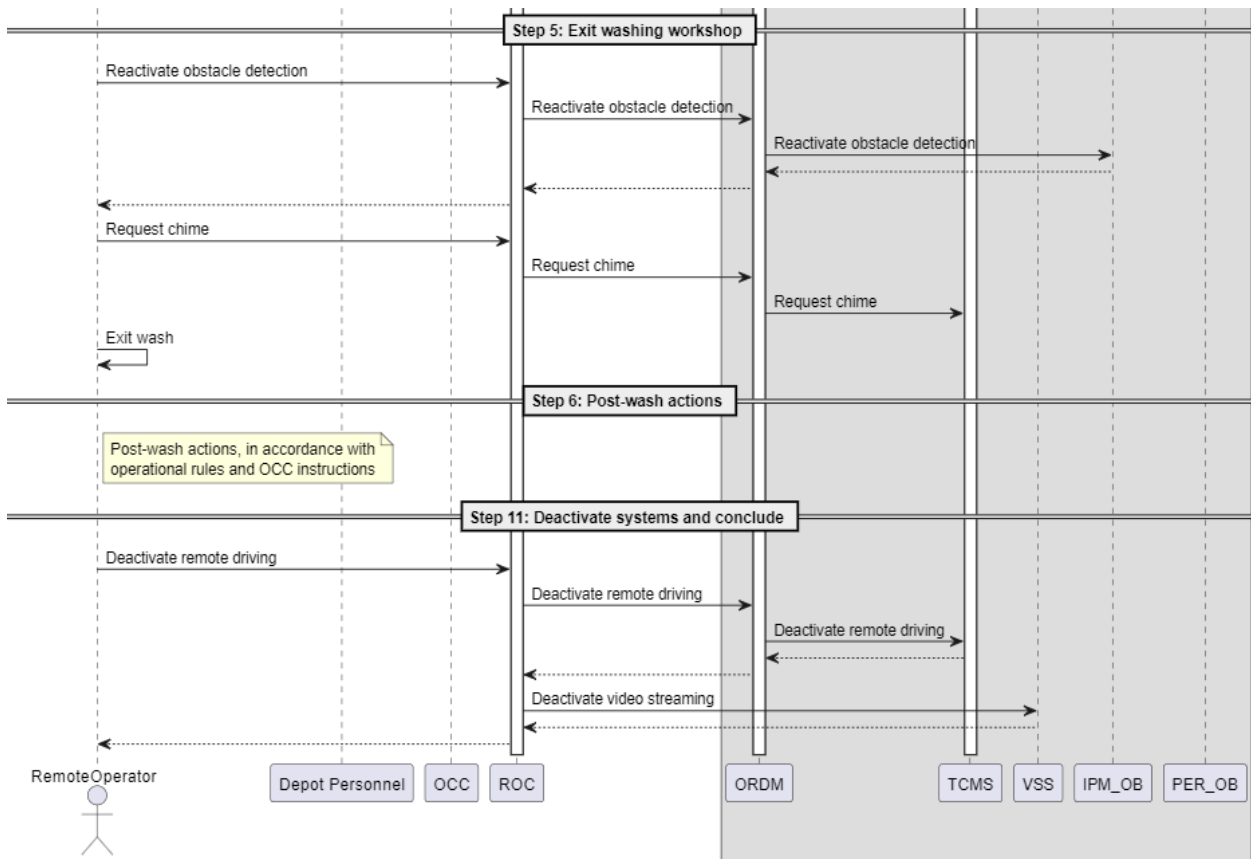 Step 5: Exit washing workshop
Reactivate obstacle detection
Reactivate obstacle detection
Reactivate obstacle detection
Request chime
Request chime
Request chime
Exit wash
Step 6: Post-wash actions
Post-wash actions, in accordance with
operational rules and OCC instructions
Step 11: Deactivate systems and conclude
Deactivate remote driving
Deactivate remote driving
Deactivate remote driving
Deactivate video streaming
RemoteOperator
Depot Personnel
OCC
ROC
ORDM
TCMS
VSS
IPM_OB
PER_OB